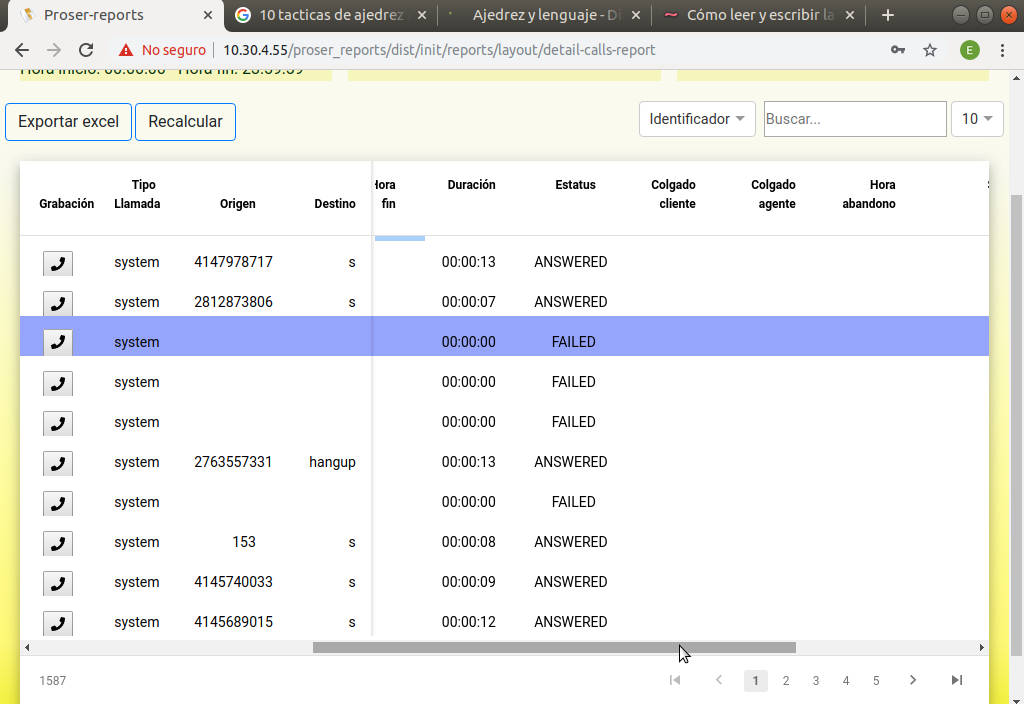 Proser-reports
10 tacticas de ajedrez
Ajedrez y lenguaje - Di
Cómo leer y escribir la
No seguro
10.30.4.55/proser_reports/dist/init/reports/layout/detail-calls-report
E
Hora inicio: 00:00:00 Hora fin: 23:59:59
Exportar excel
Recalcular
Identificador
Buscar...
10
Grabación
Tipo
Llamada
Origen
Destino
Hora
fin
Duración
Estatus
Colgado
cliente
Colgado
agente
Hora
abandono
system 4147978717 s 00:00:13 ANSWERED
system 2812873806 s 00:00:07 ANSWERED
system 00:00:00 FAILED
system 00:00:00 FAILED
system 00:00:00 FAILED
system 2763557331 hangup 00:00:13 ANSWERED
system 00:00:00 FAILED
system 153 s 00:00:08 ANSWERED
system 4145740033 s 00:00:09 ANSWERED
system 4145689015 s 00:00:12 ANSWERED
1587
1 2 3 4 5